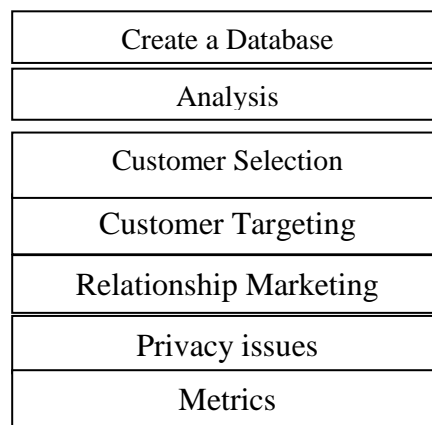 Create a Database
Analysis
Customer Selection
Customer Targeting
Relationship Marketing
Privacy issues
Metrics